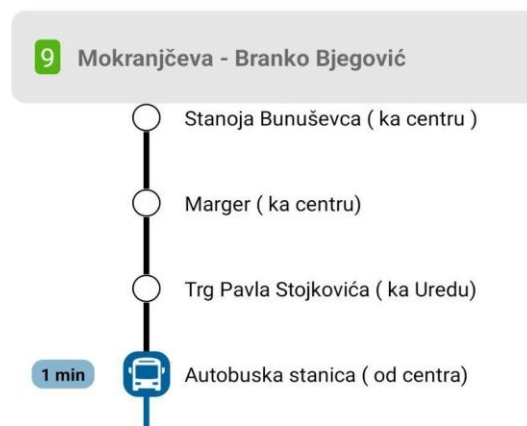 9 Mokranjčeva - Branko Bjegović
Stanoja Bunuševca ( ka centru )
Marger ( ka centru)
Trg Pavla Stojkovića ( ka Uredu)
1 min Autobuska stanica ( od centra)